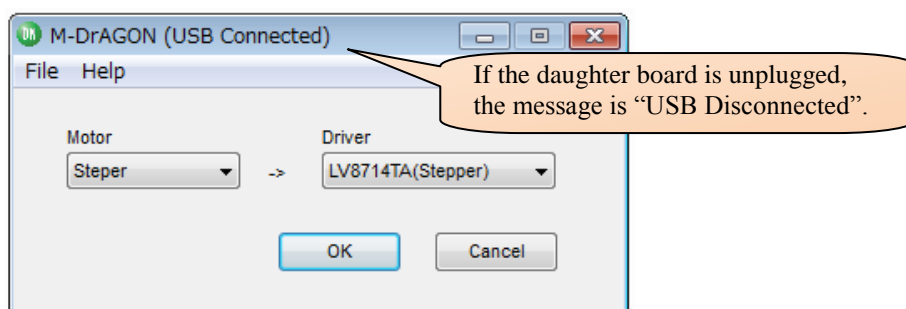 M-DrAGON (USB Connected)
File Help
If the daughter board is unplugged,
the message is “USB Disconnected”.
Motor
Driver
Steper
->
LV8714TA(Stepper)
OK
Cancel